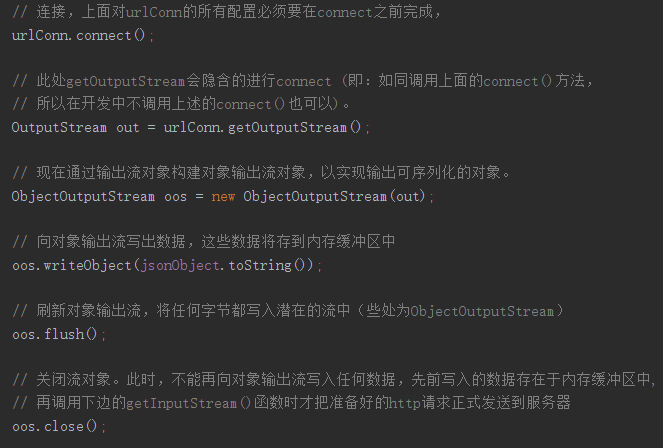 // 连接，上面对urlConn的所有配置必须要在connect之前完成，
urlConn.connect();
// 此处getOutputStream会隐含的进行connect (即：如同调用上面的connect()方法，
// 所以在开发中不调用上述的connect()也可以)。
OutputStream out = urlConn.getOutputStream();
// 现在通过输出流对象构建对象输出流对象，以实现输出可序列化的对象。
ObjectOutputStream oos = new ObjectOutputStream(out);
// 向对象输出流写出数据，这些数据将存到内存缓冲区中
oos.writeObject(jsonObject.toString());
// 刷新对象输出流，将任何字节都写入潜在的流中（些处为ObjectOutputStream）
oos.flush();
// 关闭流对象。此时，不能再向对象输出流写入任何数据，先前写入的数据存在于内存缓冲区中,
// 再调用下边的getInputStream()函数时才把准备好的http请求正式发送到服务器
oos.close();